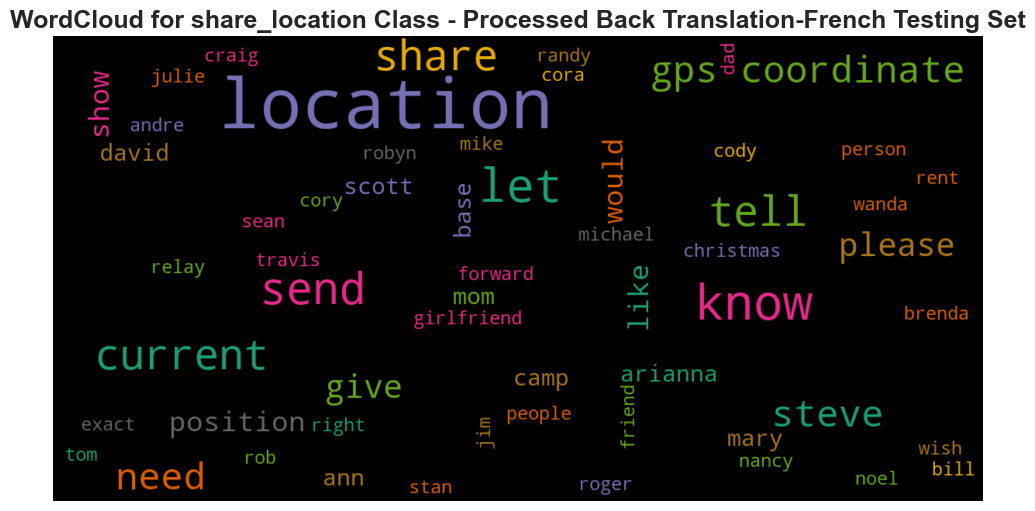 WordCloud for share_location Class - Processed Back Translation-French Testing Set
craig
share
randy
dad
julie
cora
gps
coordinate
show
location
andre
david
robyn
mike
would
cody
person
scott
let
rent
cory
base
tell
wanda
sean
michael
please
christmas
relay
travis
forward
like
send
mom
know
girlfriend
brenda
current
give
camp
arianna
exact
position
right
jim
people
friend
steve
mary
tom
rob
nancy
wish
need
ann
stan
roger
noel
bill